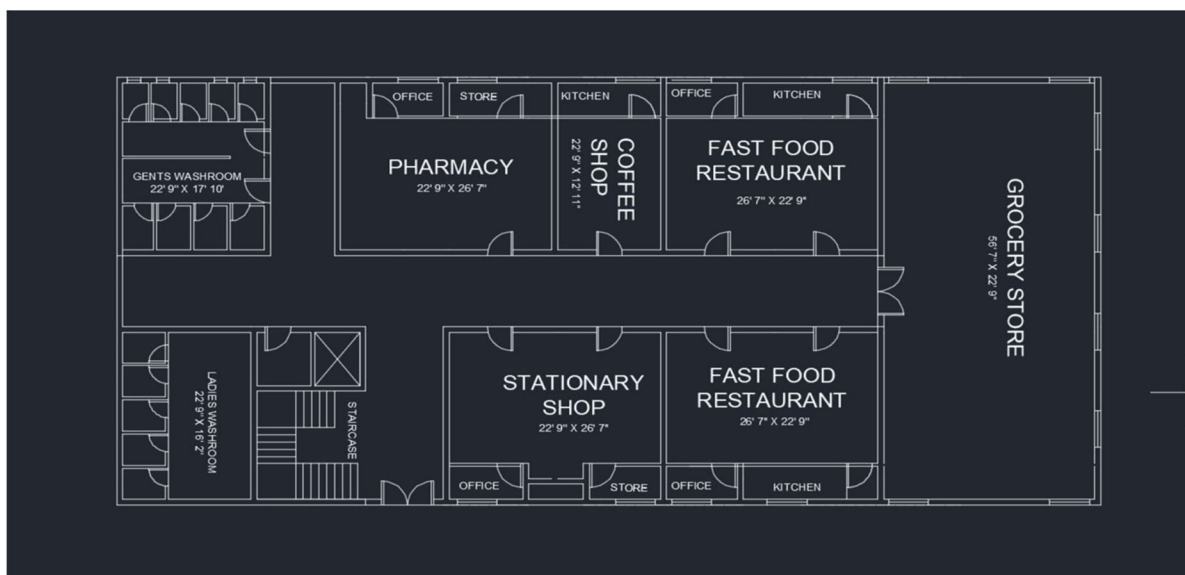 OFFICE
STORE
KITCHEN
OFFICE
KITCHEN
GENTS WASHROOM
22' 9" X 17' 10'
PHARMACY
22' 9" X 26' 7"
COFFEE
SHOP
22' 9" X 12' 11"
FAST FOOD
RESTAURANT
26' 7" X 22' 9"
GROCERY STORE
56' 7" X 22' 9"
LADIES WASHROOM
22' 9" X 16' 2"
STAIRCASE
STATIONARY
SHOP
22' 9" X 26' 7"
FAST FOOD
RESTAURANT
26' 7" X 22' 9"
OFFICE
STORE
OFFICE
KITCHEN